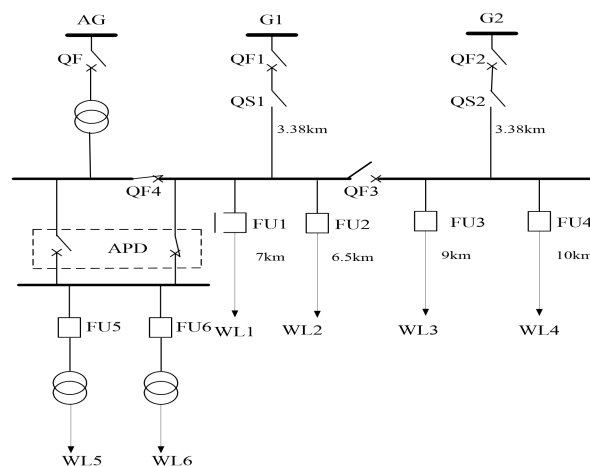 AG G1 G2
QF QF1 QF2
QS1 QS2
3.38km 3.38km
QF4 QF3
FU1 FU2 FU3 FU4
APD
7km 6.5km 9km 10km
FU5 FU6
WL1 WL2 WL3 WL4
WL5 WL6